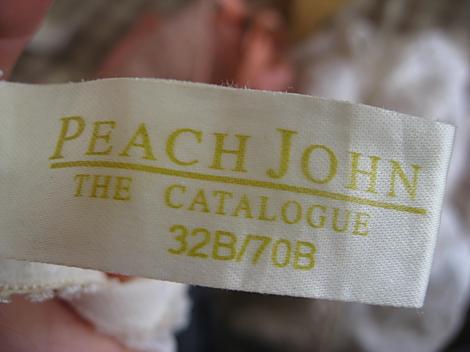 PEACH JOHN
THE CATALOGUE
32B/70B